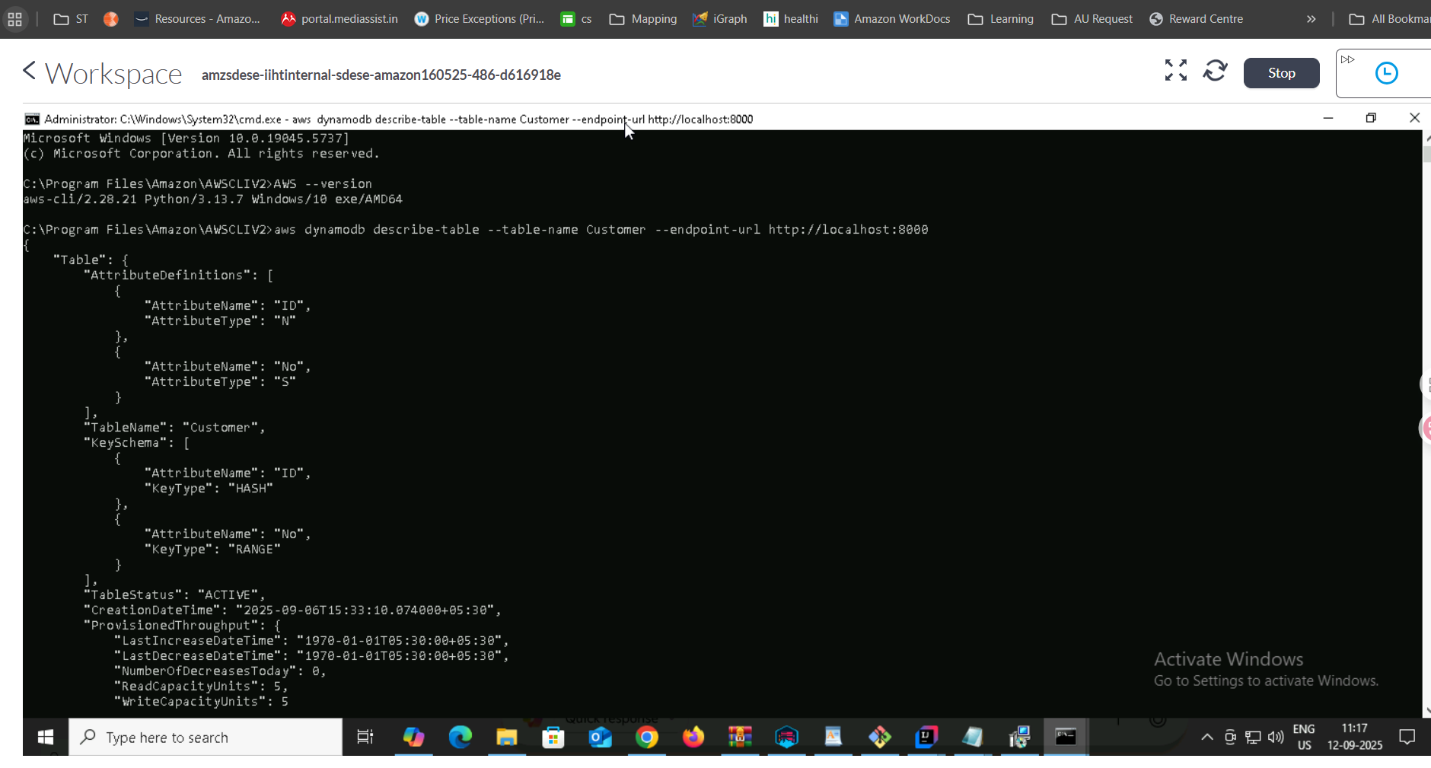 ST
Resources - Amazo...
portal.mediassist.in
Price Exceptions (Pri...
cs
Mapping
iGraph
hi healthi
Amazon WorkDocs
Learning
AU Request
Reward Centre
»
All Bookmar
Workspace amzsdese-iihtinternal-sdese-amazon160525-486-d616918e
Stop
Administrator: C:\Windows\System32\cmd.exe - aws dynamodb describe-table --table-name Customer --endpoint-url http://localhost:8000
Microsoft Windows [Version 10.0.19045.5737]
(c) Microsoft Corporation. All rights reserved.
C:\Program Files\Amazon\AWSCLIV2>AWS --version
aws-cli/2.28.21 Python/3.13.7 Windows/10 exe/AMD64
C:\Program Files\Amazon\AWSCLIV2>aws dynamodb describe-table --table-name Customer --endpoint-url http://localhost:8000
{
"Table": {
"AttributeDefinitions": [
{
"AttributeName": "ID",
"AttributeType": "N"
},
{
"AttributeName": "No",
"AttributeType": "S"
}
],
"TableName": "Customer",
"KeySchema": [
{
"AttributeName": "ID",
"KeyType": "HASH"
},
{
"AttributeName": "No",
"KeyType": "RANGE"
}
],
"TableStatus": "ACTIVE",
"CreationDateTime": "2025-09-06T15:33:10.074000+05:30",
"ProvisionedThroughput": {
"LastIncreaseDateTime": "1970-01-01T05:30:00+05:30",
"LastDecreaseDateTime": "1970-01-01T05:30:00+05:30",
"NumberOfDecreasesToday": 0,
"ReadCapacityUnits": 5,
"WriteCapacityUnits": 5
Activate Windows
Go to Settings to activate Windows.
Quick response
Type here to search
ENG
US
11:17
12-09-2025